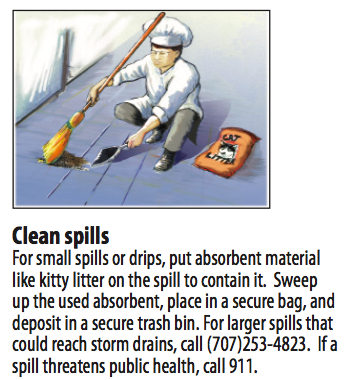 CAT
LITTER
Clean spills
For small spills or drips, put absorbent material
like kitty litter on the spill to contain it.  Sweep
up the used absorbent, place in a secure bag, and
deposit in a secure trash bin. For larger spills that
could reach storm drains, call (707)253-4823.  If a
spill threatens public health, call 911.